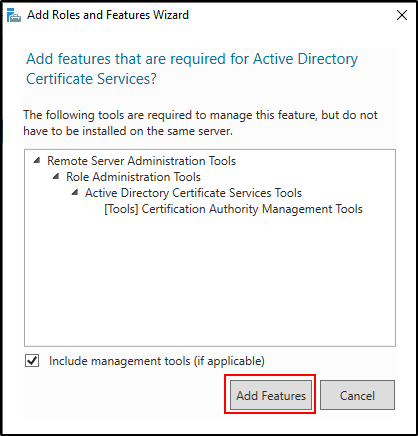 Add Roles and Features Wizard
Add features that are required for Active Directory
Certificate Services?
The following tools are required to manage this feature, but do not
have to be installed on the same server.
Remote Server Administration Tools
Role Administration Tools
Active Directory Certificate Services Tools
[Tools] Certification Authority Management Tools
Include management tools (if applicable)
Add Features
Cancel